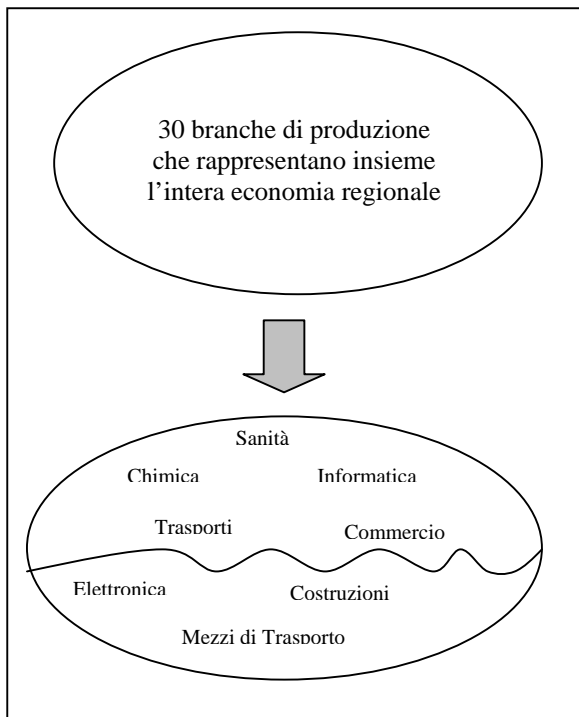 30 branche di produzione
che rappresentano insieme
l'intera economia regionale
Sanità
Chimica
Informatica
Trasporti
Commercio
Elettronica
Costruzioni
Mezzi di Trasporto